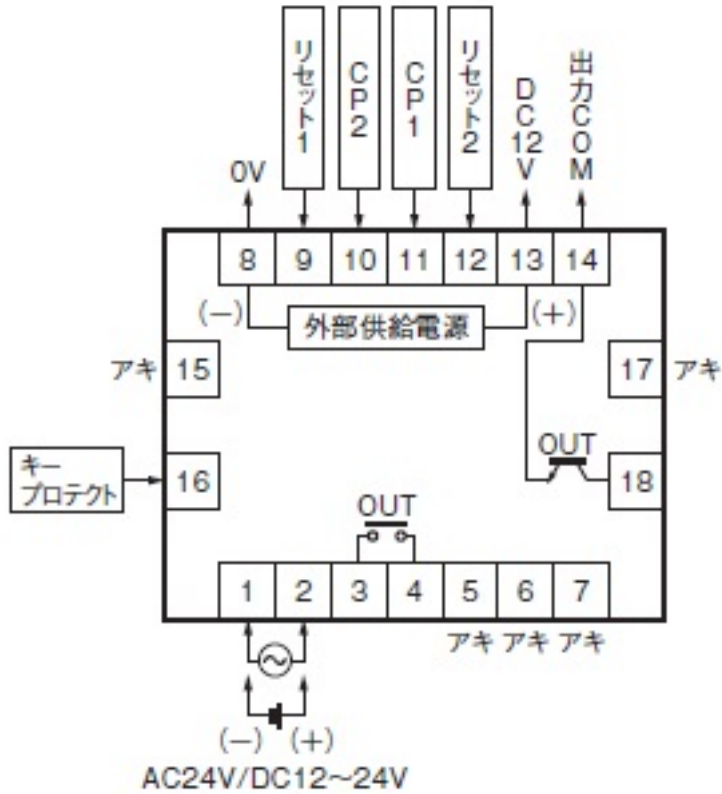 リセット1
CP2
CP1
リセット2
DC12V
出力COM
0V
8 9 10 11 12 13 14
(−) 外部供給電源 (+)
アキ 15
17 アキ
キー
プロテクト
16
OUT
18
OUT
1 2 3 4 5 6 7
アキ アキ アキ
(−) (+)
AC24V/DC12〜24V